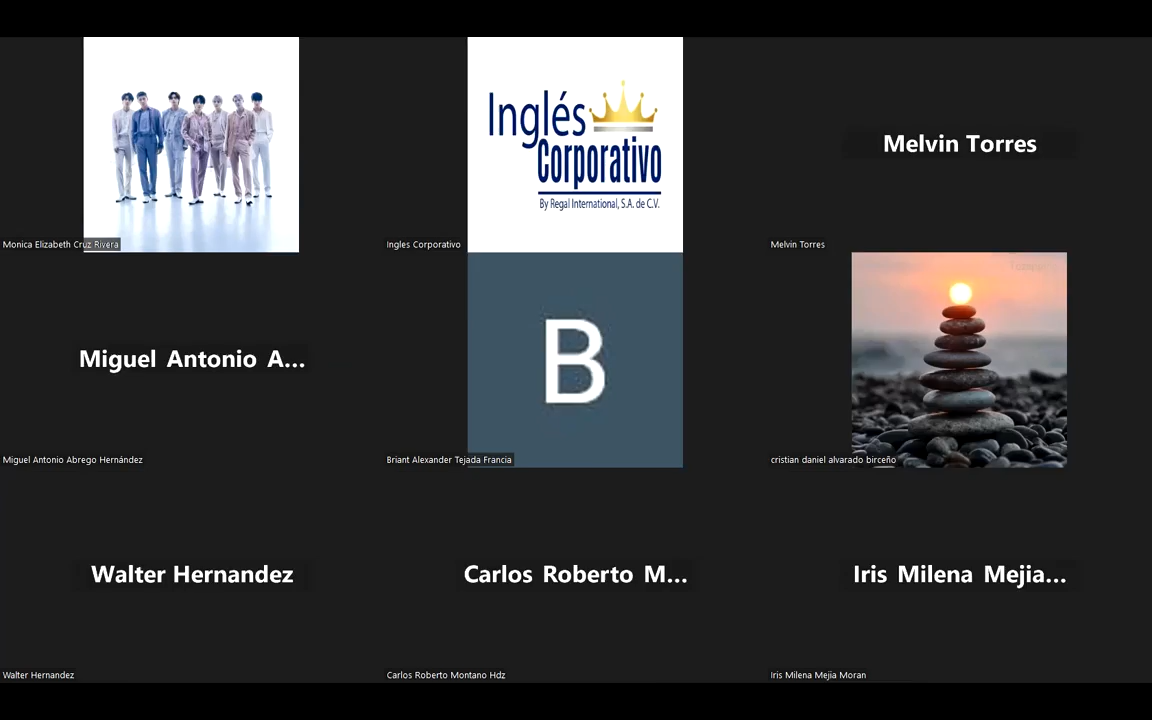 Inglés
Corporativo
By Regal International, S.A. de C.V.
Melvin Torres
Monica Elizabeth Cruz Rivera
Ingles Corporativo
Melvin Torres
Miguel Antonio A...
B
Miguel Antonio Abrego Hernández
Briant Alexander Tejada Francia
cristian daniel alvarado birceño
Walter Hernandez
Carlos Roberto M...
Iris Milena Mejia...
Walter Hernandez
Carlos Roberto Montano Hdz
Iris Milena Mejia Moran